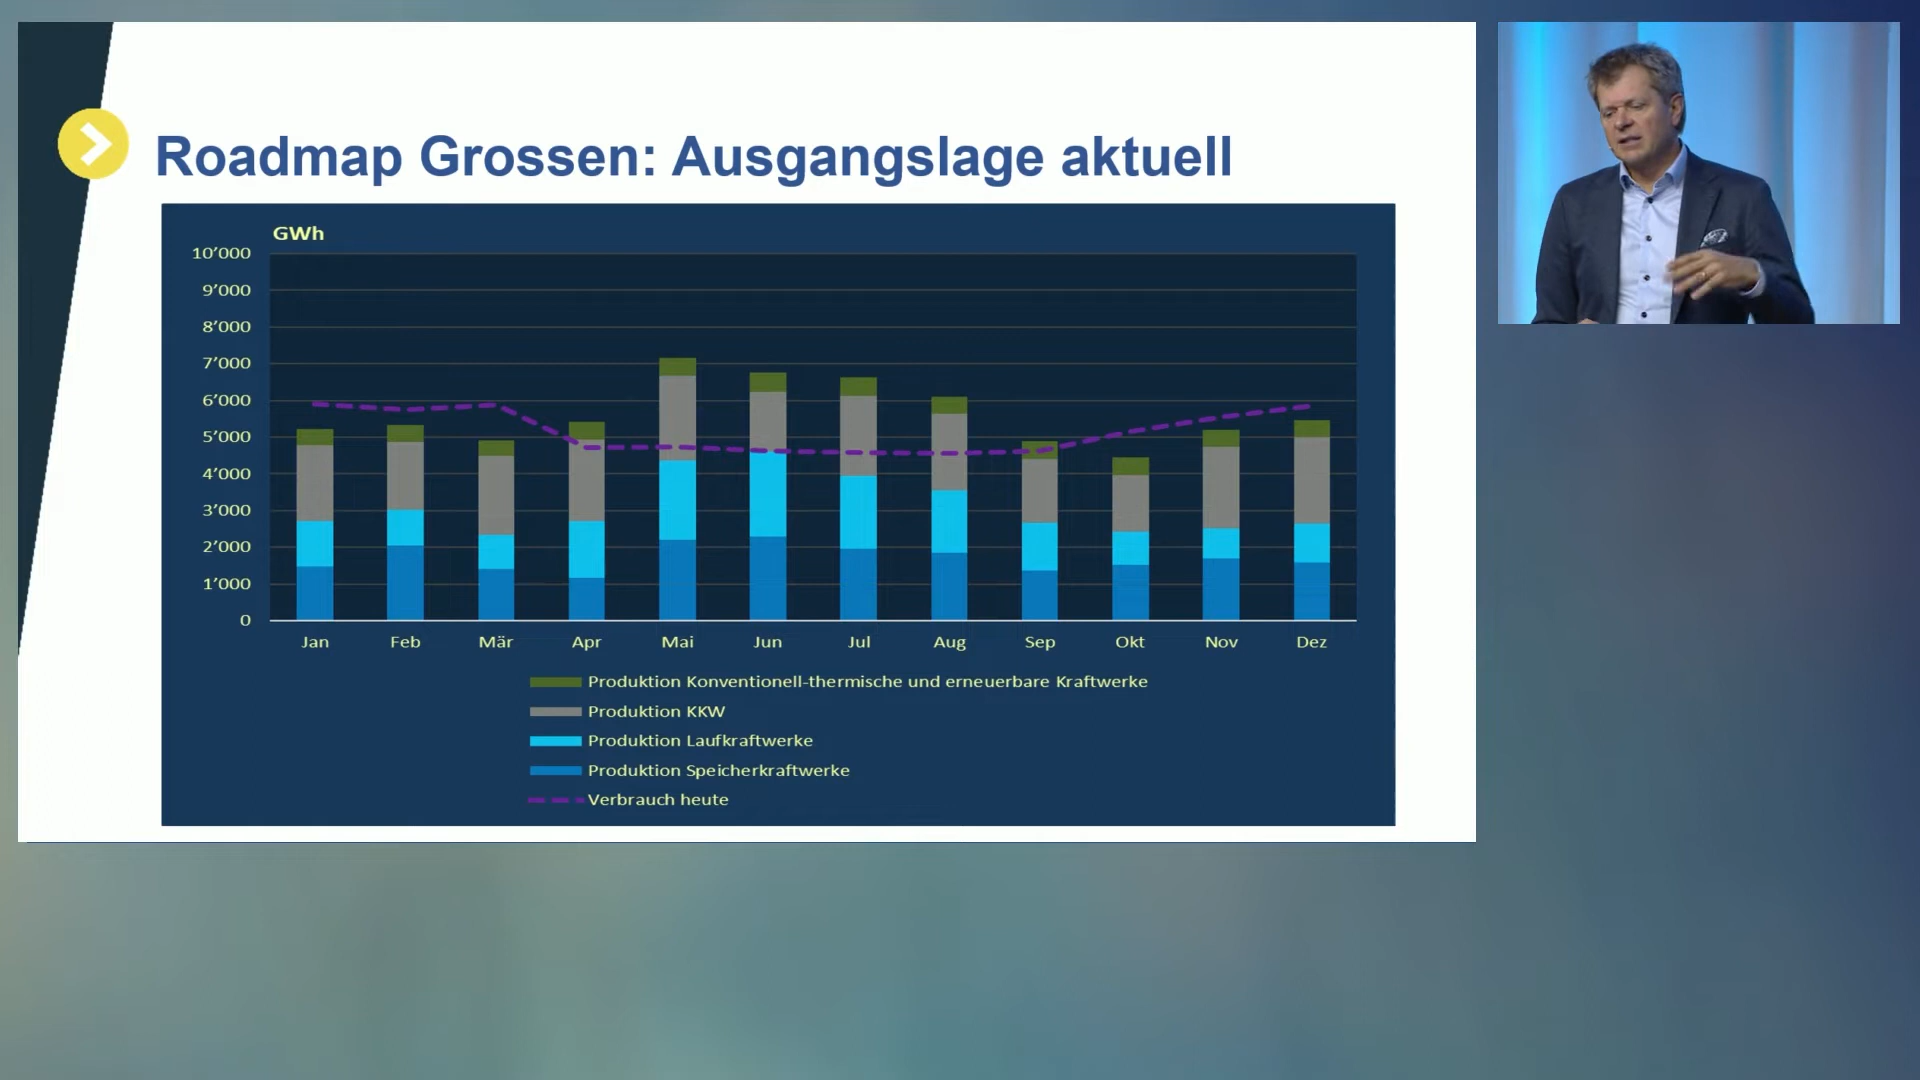 Roadmap Grossen: Ausgangslage aktuell
GWh
10’000
9’000
8’000
7’000
6’000
5’000
4’000
3’000
2’000
1’000
0
Jan Feb Mär Apr Mai Jun Jul Aug Sep Okt Nov Dez
Produktion Konventionell-thermische und erneuerbare Kraftwerke
Produktion KKW
Produktion Laufkraftwerke
Produktion Speicherkraftwerke
Verbrauch heute